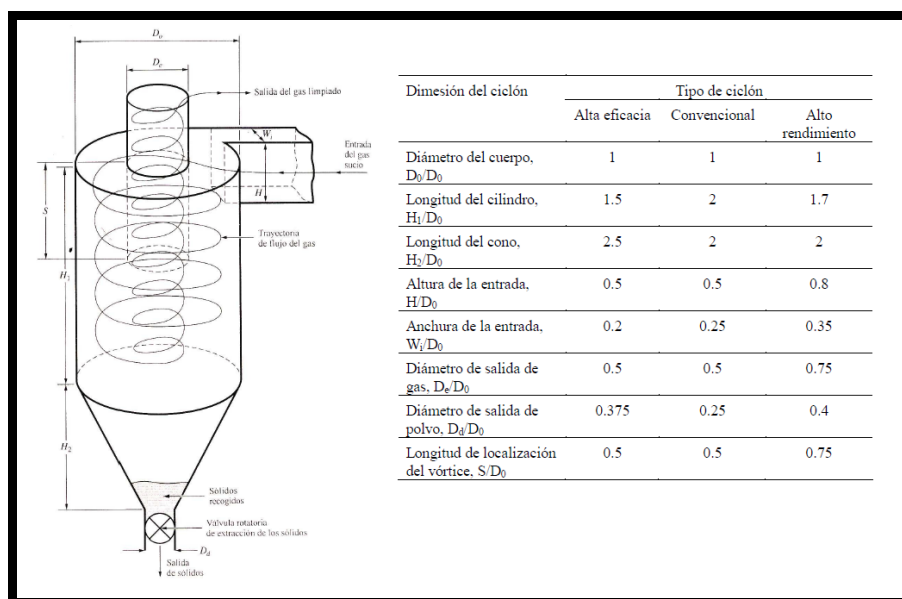 D₀
Dₑ
Salida del gas limpiado
Wᵢ
Entrada
del gas
sucio
H
S
Trayectoria
de flujo del gas
H₁
H₂
Sólidos
recogidos
Válvula rotatoria
de extracción de los sólidos
D_d
Salida
de sólidos
Dimesión del ciclón
Tipo de ciclón
Alta eficacia
Convencional
Alto
rendimiento
Diámetro del cuerpo,
D₀/D₀
1
1
1
Longitud del cilindro,
H₁/D₀
1.5
2
1.7
Longitud del cono,
H₂/D₀
2.5
2
2
Altura de la entrada,
H/D₀
0.5
0.5
0.8
Anchura de la entrada,
Wᵢ/D₀
0.2
0.25
0.35
Diámetro de salida de
gas, Dₑ/D₀
0.5
0.5
0.75
Diámetro de salida de
polvo, D_d/D₀
0.375
0.25
0.4
Longitud de localización
del vórtice, S/D₀
0.5
0.5
0.75